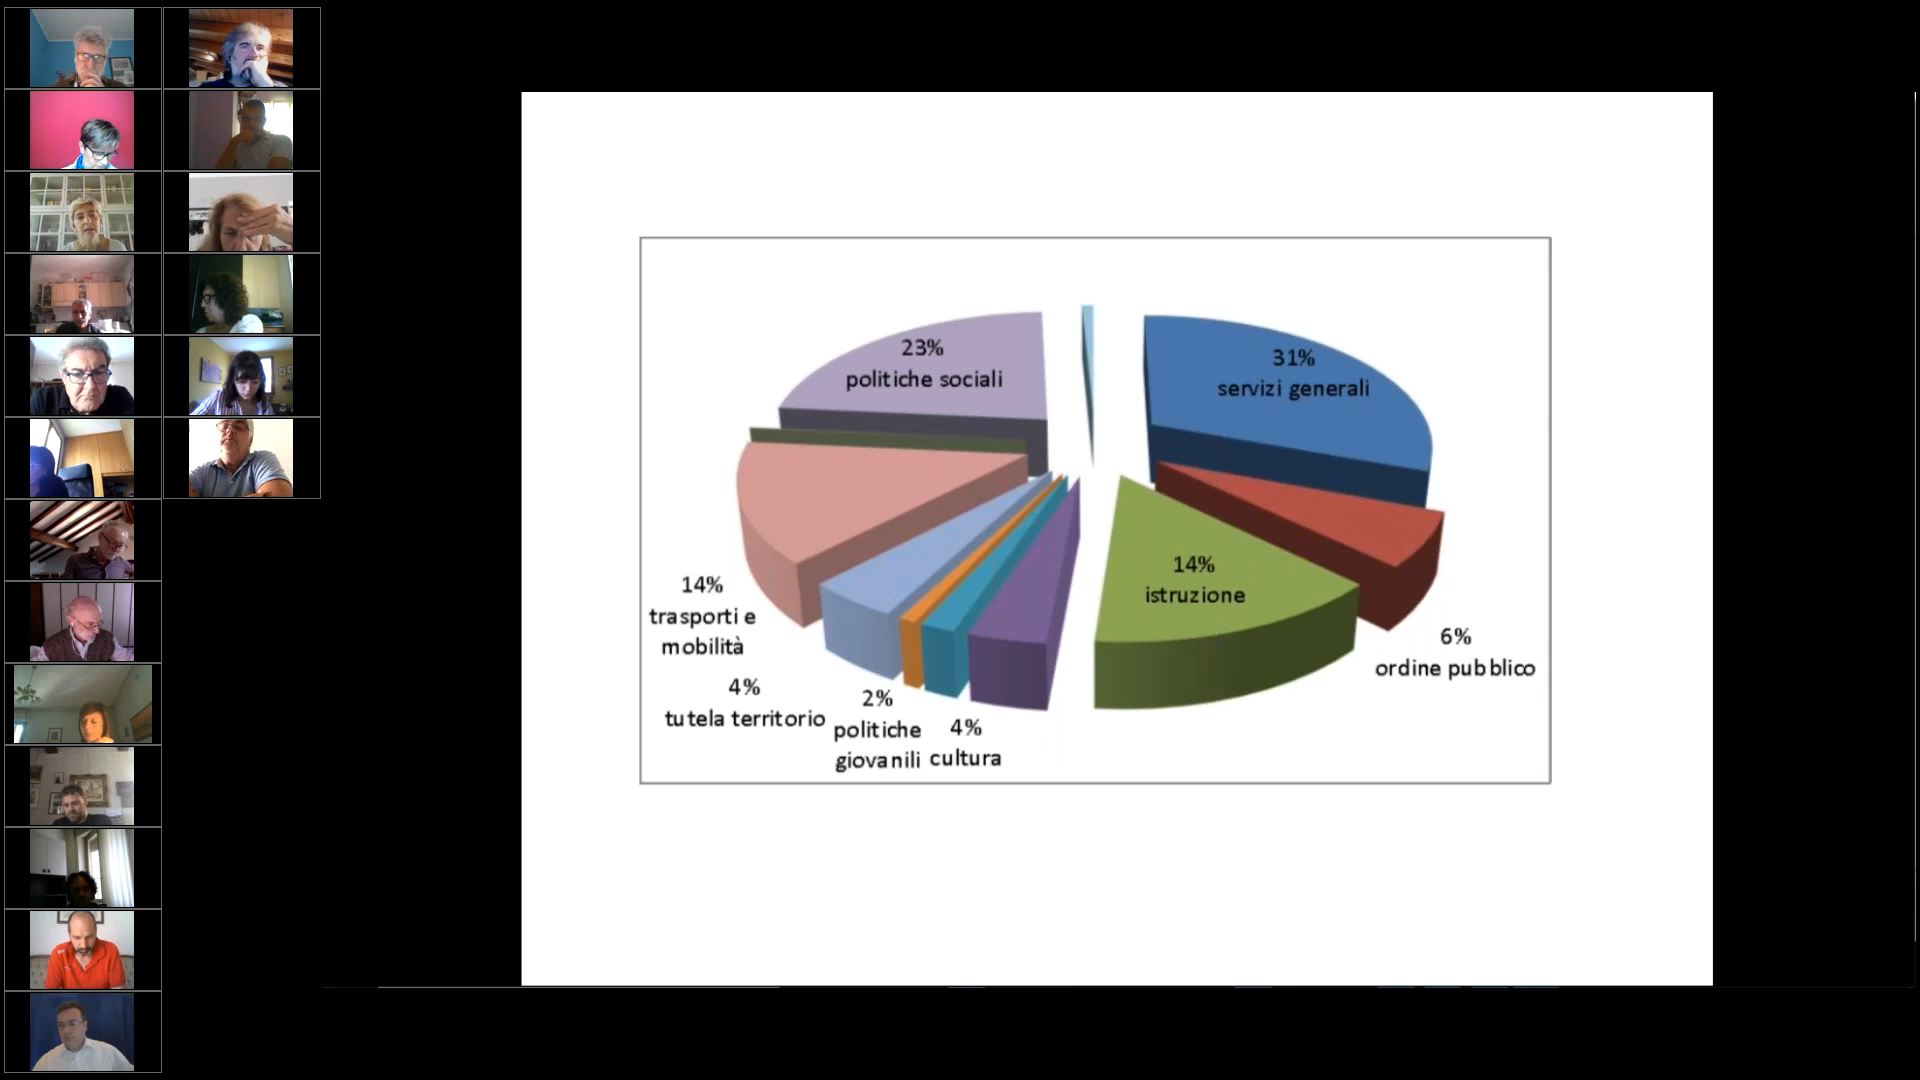 23%
politiche sociali
31%
servizi generali
14%
istruzione
14%
trasporti e
mobilità
6%
ordine pubblico
4%
tutela territorio
2%
politiche
giovanili
4%
cultura